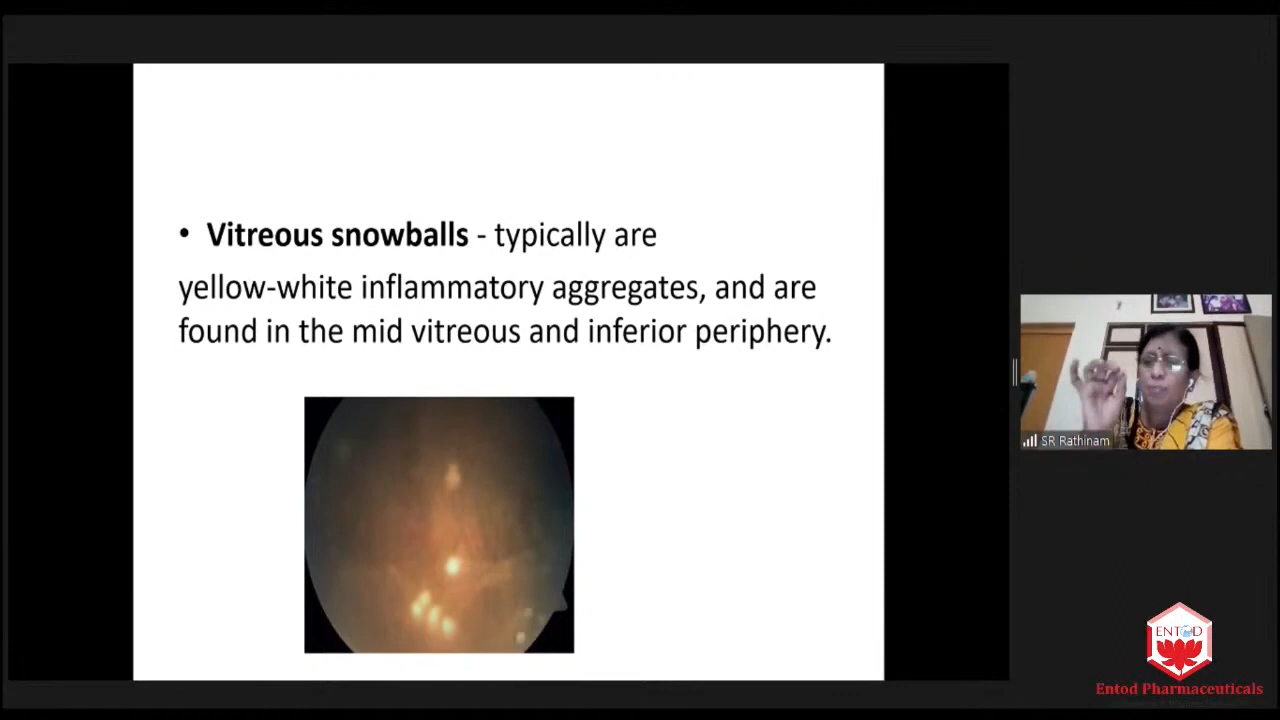 • Vitreous snowballs - typically are
yellow-white inflammatory aggregates, and are
found in the mid vitreous and inferior periphery.
SR Rathinam
ENTOD
Entod Pharmaceuticals